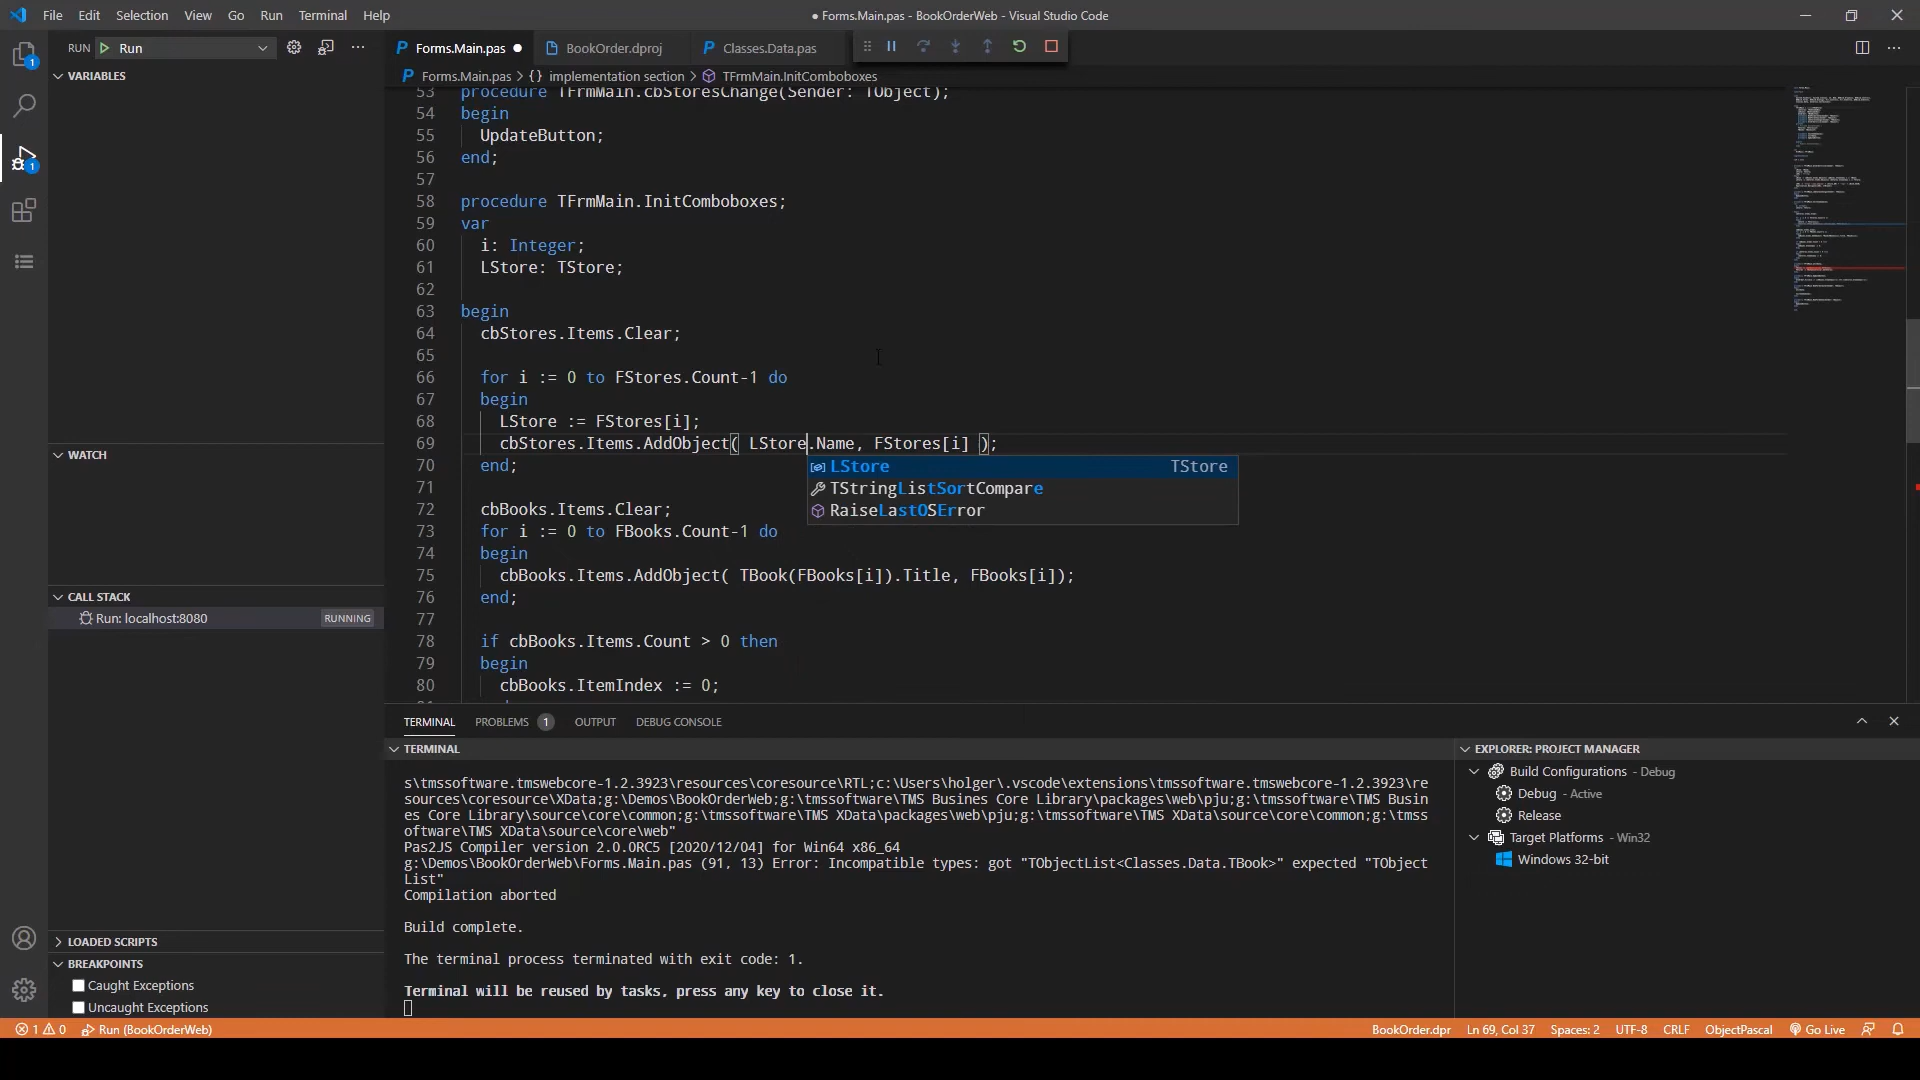 File Edit Selection View Go Run Terminal Help
● Forms.Main.pas - BookOrderWeb - Visual Studio Code
RUN Run
Forms.Main.pas
BookOrder.dproj
Classes.Data.pas
Forms.Main.pas > {} implementation section > TFrmMain.InitComboboxes
VARIABLES
WATCH
CALL STACK
Run: localhost:8080 RUNNING
LOADED SCRIPTS
BREAKPOINTS
Caught Exceptions
Uncaught Exceptions
1
1
53 procedure TFrmMain.cbStoresChange(Sender: TObject);
54 begin
55 UpdateButton;
56 end;
57
58 procedure TFrmMain.InitComboboxes;
59 var
60 i: Integer;
61 LStore: TStore;
62
63 begin
64 cbStores.Items.Clear;
65
66 for i := 0 to FStores.Count-1 do
67 begin
68 LStore := FStores[i];
69 cbStores.Items.AddObject( LStore.Name, FStores[i] );
70 end;
71
72 cbBooks.Items.Clear;
73 for i := 0 to FBooks.Count-1 do
74 begin
75 cbBooks.Items.AddObject( TBook(FBooks[i]).Title, FBooks[i]);
76 end;
77
78 if cbBooks.Items.Count > 0 then
79 begin
80 cbBooks.ItemIndex := 0;
LStore TStore
TStringListSortCompare
RaiseLastOSError
TERMINAL PROBLEMS 1 OUTPUT DEBUG CONSOLE
TERMINAL
s\tmssoftware.tmswebcore-1.2.3923\resources\coresource\RTL;c:\Users\holger\.vscode\extensions\tmssoftware.tmswebcore-1.2.3923\re
sources\coresource\XData;g:\Demos\BookOrderWeb;g:\tmssoftware\TMS Busines Core Library\packages\web\pju;g:\tmssoftware\TMS Busin
es Core Library\source\core\common;g:\tmssoftware\TMS XData\packages\web\pju;g:\tmssoftware\TMS XData\source\core\common;g:\tmss
oftware\TMS XData\source\core\web"
Pas2JS Compiler version 2.0.0RC5 [2020/12/04] for Win64 x86_64
g:\Demos\BookOrderWeb\Forms.Main.pas (91, 13) Error: Incompatible types: got "TObjectList<Classes.Data.TBook>" expected "TObject
List"
Compilation aborted
Build complete.
The terminal process terminated with exit code: 1.
Terminal will be reused by tasks, press any key to close it.
EXPLORER: PROJECT MANAGER
Build Configurations - Debug
Debug - Active
Release
Target Platforms - Win32
Windows 32-bit
1 0 Run (BookOrderWeb)
BookOrder.dpr Ln 69, Col 37 Spaces: 2 UTF-8 CRLF ObjectPascal Go Live